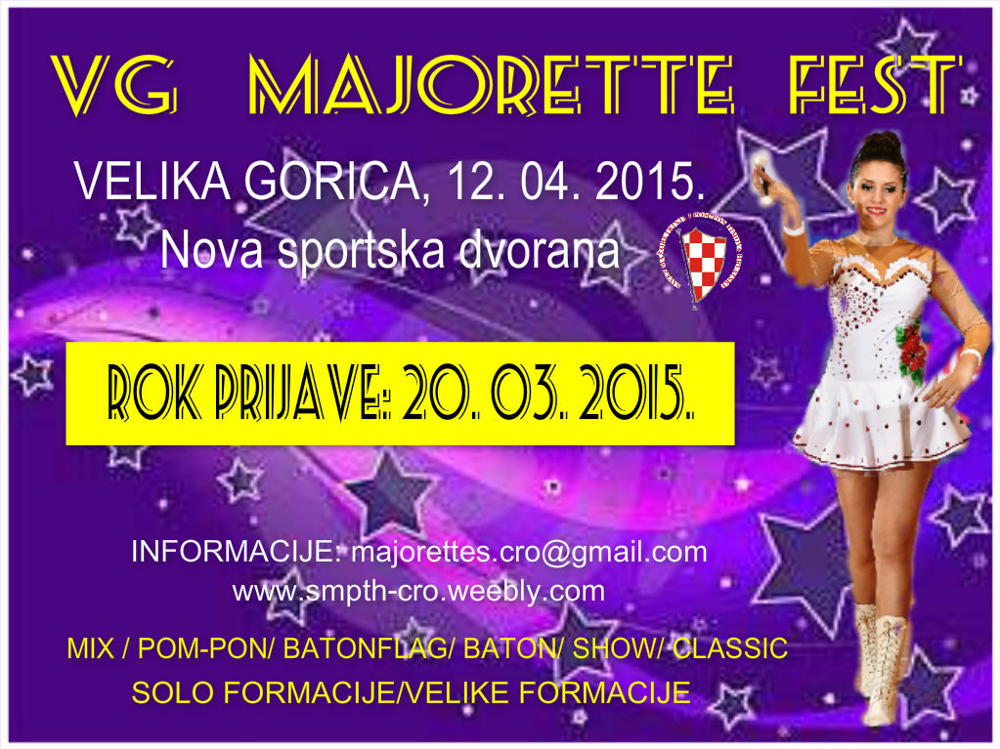 VG MAJORETTE FEST
VELIKA GORICA, 12. 04. 2015.
Nova sportska dvorana
ROK PRIJAVE: 20. 03. 2015.
INFORMACIJE: majorettes.cro@gmail.com
www.smpth-cro.weebly.com
MIX / POM-PON/ BATONFLAG/ BATON/ SHOW/ CLASSIC
SOLO FORMACIJE/VELIKE FORMACIJE